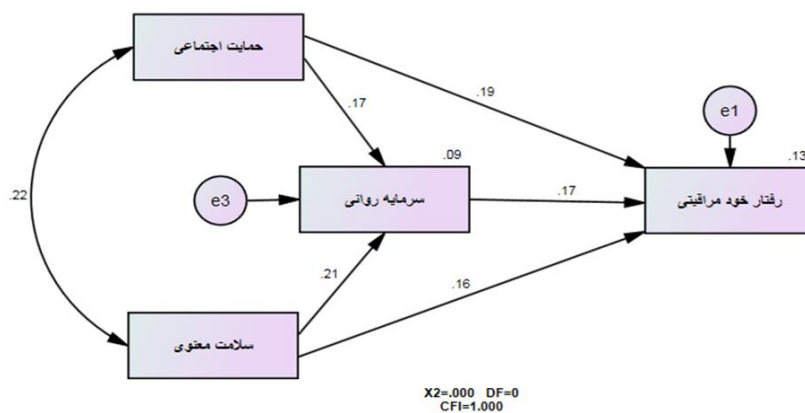 حمایت اجتماعی
.19
e1
.17
.09
.13
.22
e3
سرمایه روانی
.17
رفتار خود مراقبتی
.21
.16
سلامت معنوی
X2=.000 DF=0
CFI=1.000